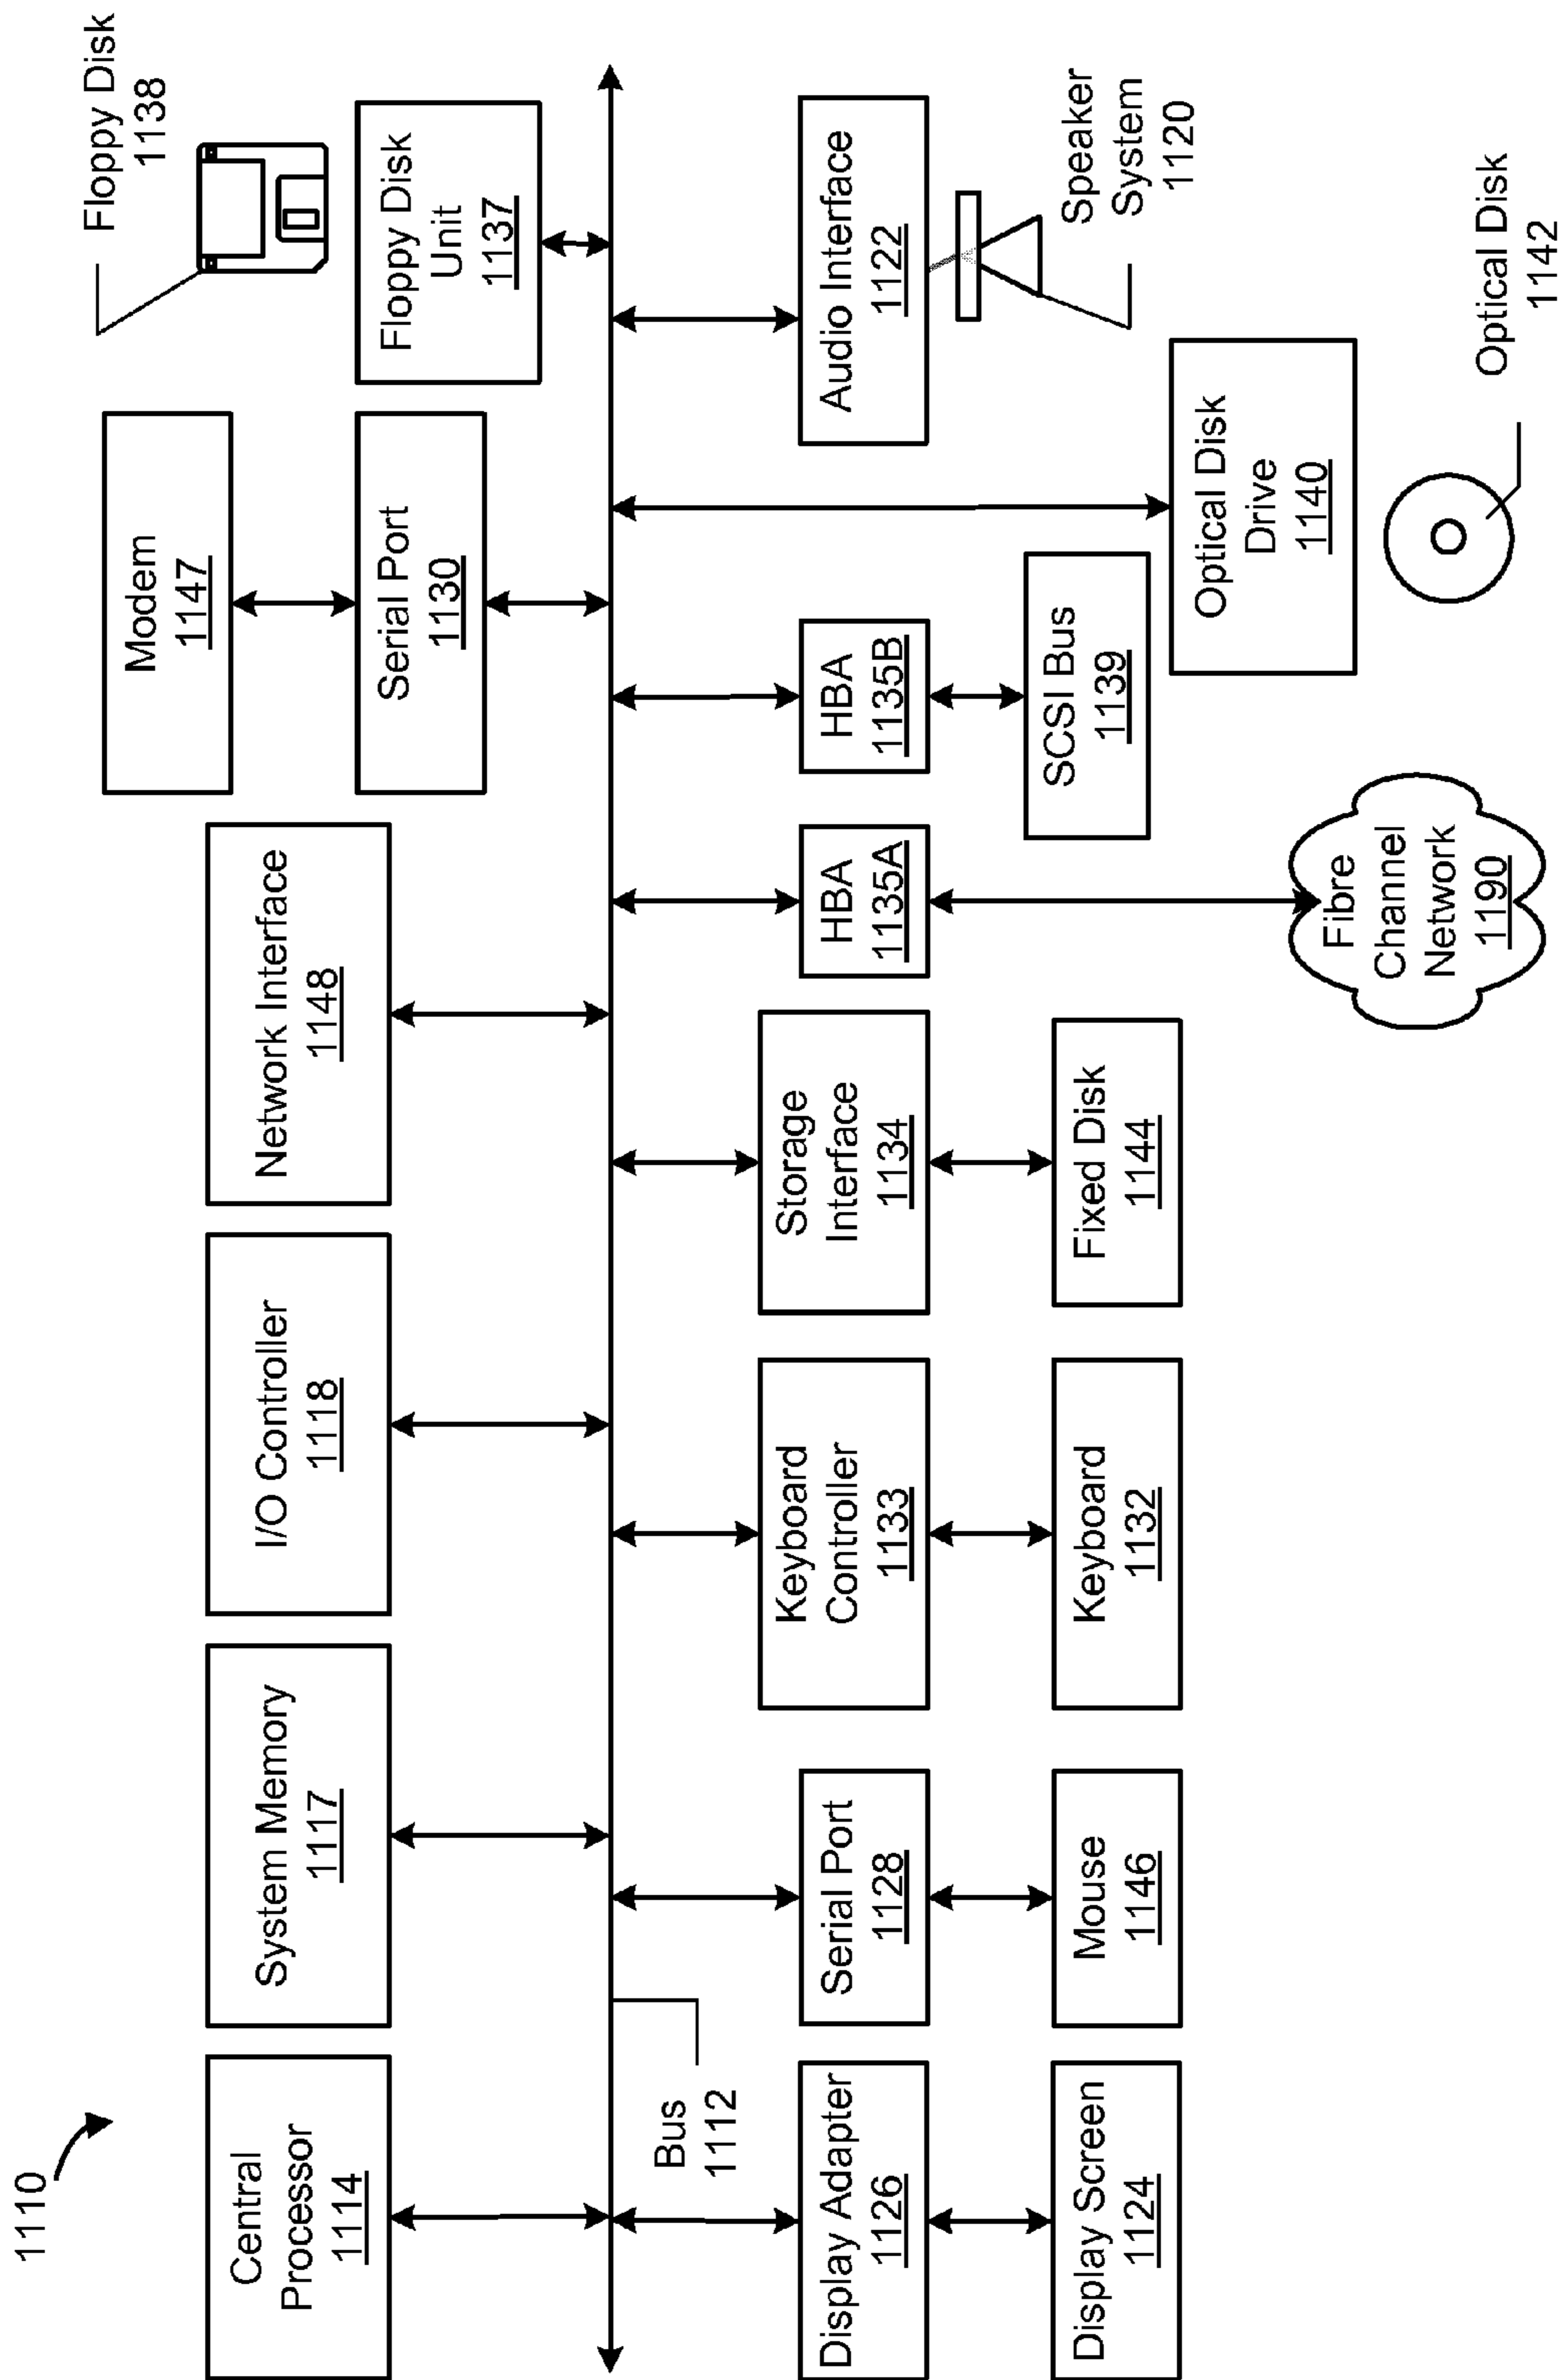 1110
Central
Processor
1114
System Memory
1117
I/O Controller
1118
Network Interface
1148
Modem
1147
Serial Port
1130
Floppy Disk
1138
Floppy Disk
Unit
1137
Bus
1112
Display Adapter
1126
Display Screen
1124
Serial Port
1128
Mouse
1146
Keyboard
Controller
1133
Keyboard
1132
Storage
Interface
1134
Fixed Disk
1144
HBA
1135A
Fibre
Channel
Network
1190
HBA
1135B
SCSI Bus
1139
Optical Disk
Drive
1140
Optical Disk
1142
Audio Interface
1122
Speaker
System
1120